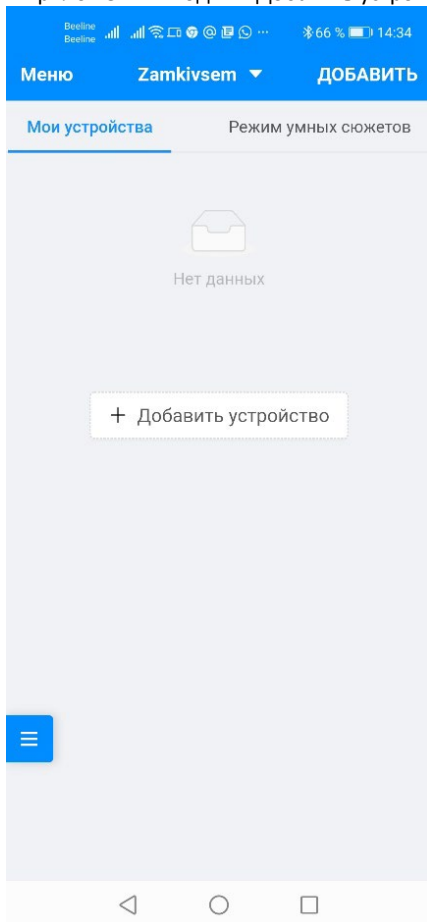 Beeline
Beeline
66 % 14:34
Меню Zamkivsem ДОБАВИТЬ
Мои устройства Режим умных сюжетов
Нет данных
+ Добавить устройство